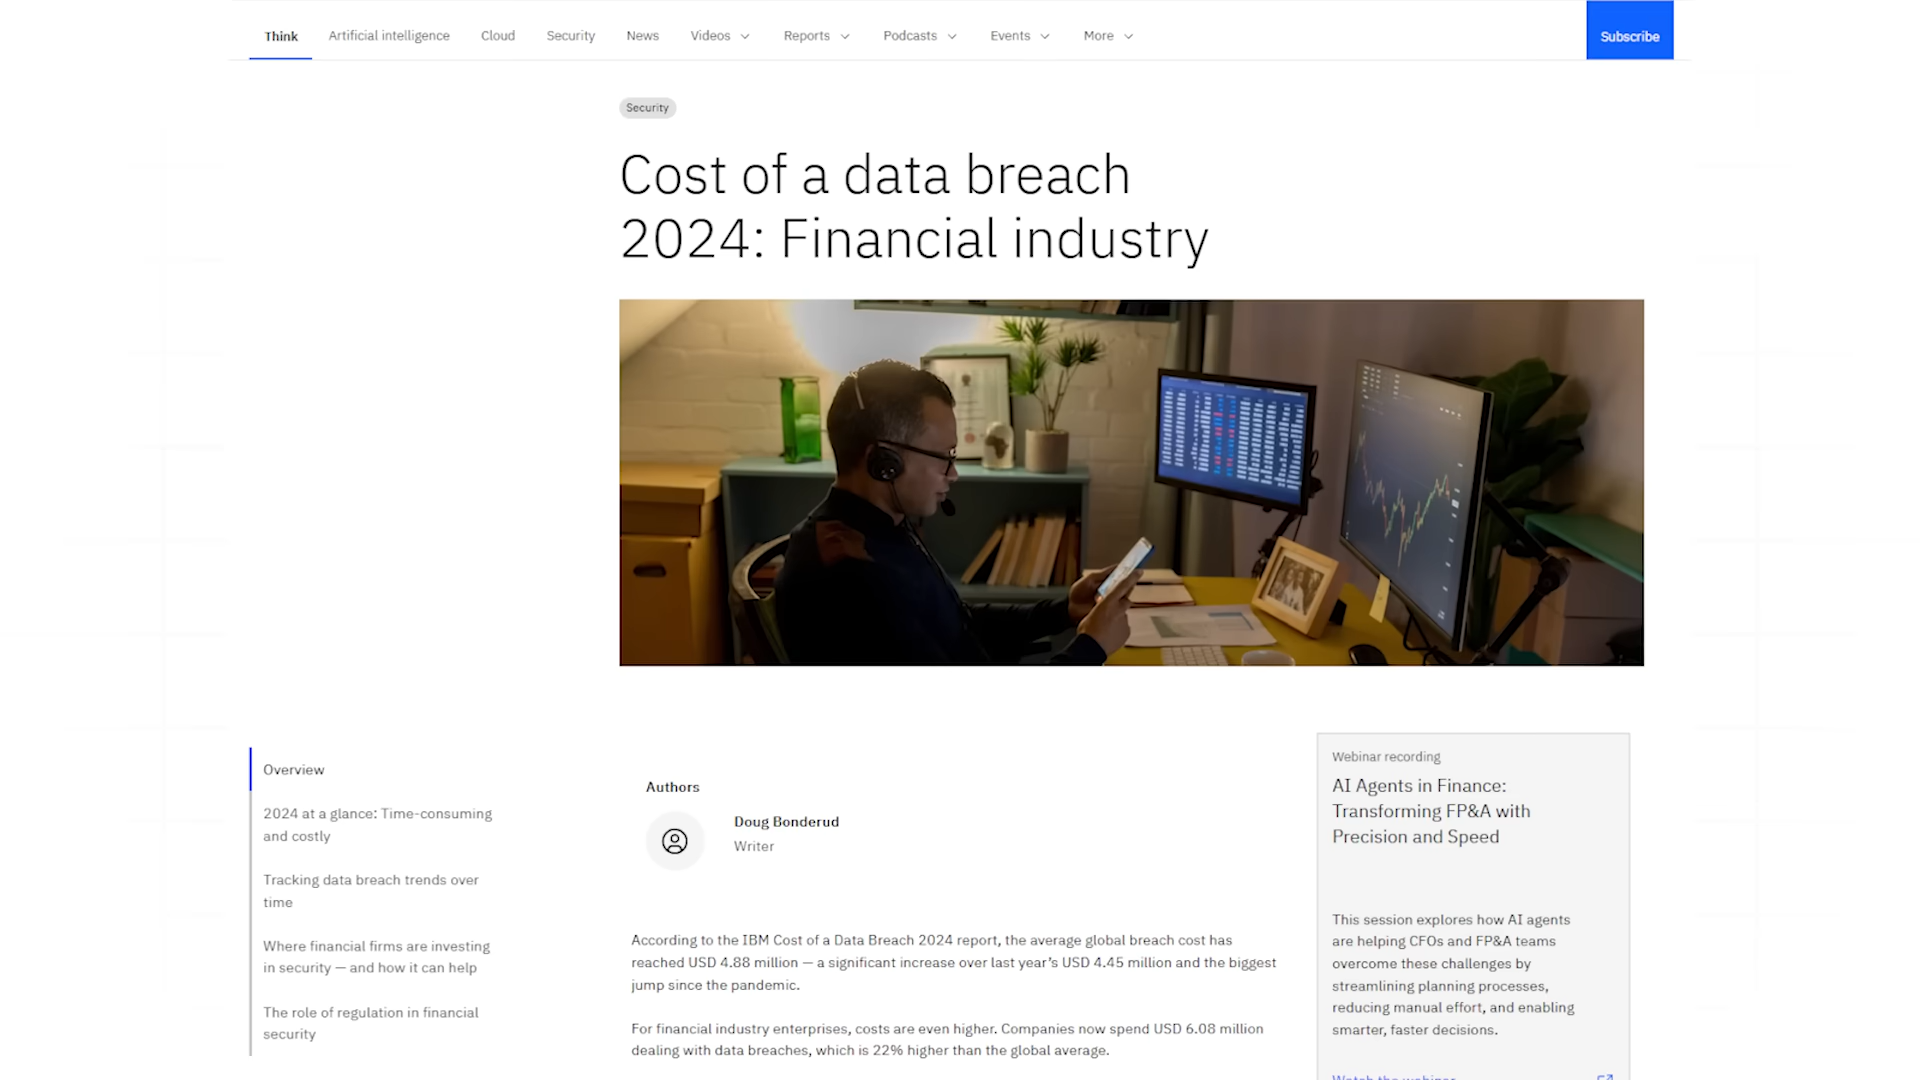 Think Artificial intelligence Cloud Security News Videos Reports Podcasts Events More Subscribe
Security
Cost of a data breach
2024: Financial industry
Overview
2024 at a glance: Time-consuming
and costly
Tracking data breach trends over
time
Where financial firms are investing
in security — and how it can help
The role of regulation in financial
security
Authors
Doug Bonderud
Writer
According to the IBM Cost of a Data Breach 2024 report, the average global breach cost has
reached USD 4.88 million — a significant increase over last year’s USD 4.45 million and the biggest
jump since the pandemic.
For financial industry enterprises, costs are even higher. Companies now spend USD 6.08 million
dealing with data breaches, which is 22% higher than the global average.
Webinar recording
AI Agents in Finance:
Transforming FP&A with
Precision and Speed
This session explores how AI agents
are helping CFOs and FP&A teams
overcome these challenges by
streamlining planning processes,
reducing manual effort, and enabling
smarter, faster decisions.
Watch the webinar